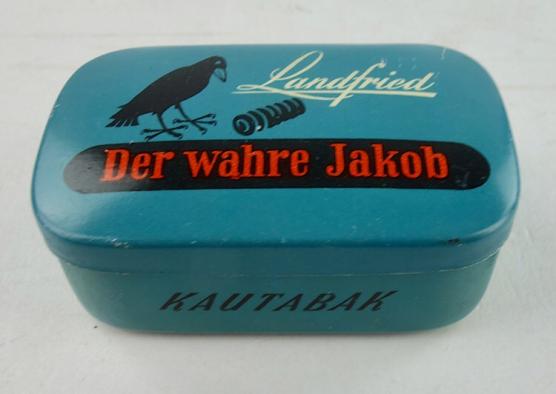 Landfried
Der wahre Jakob
KAUTABAK